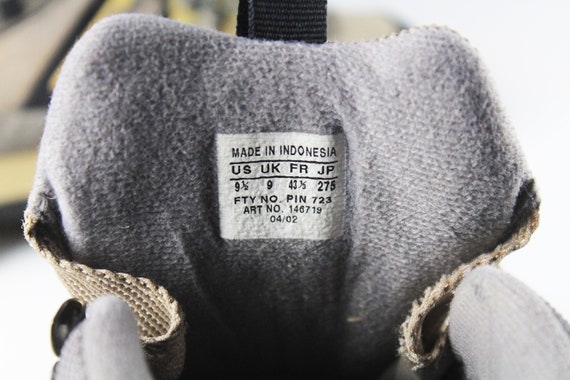 MADE IN INDONESIA
US UK FR JP
9½ 9 43⅓ 275
FTY NO. PIN 723
ART NO. 146719
04/02